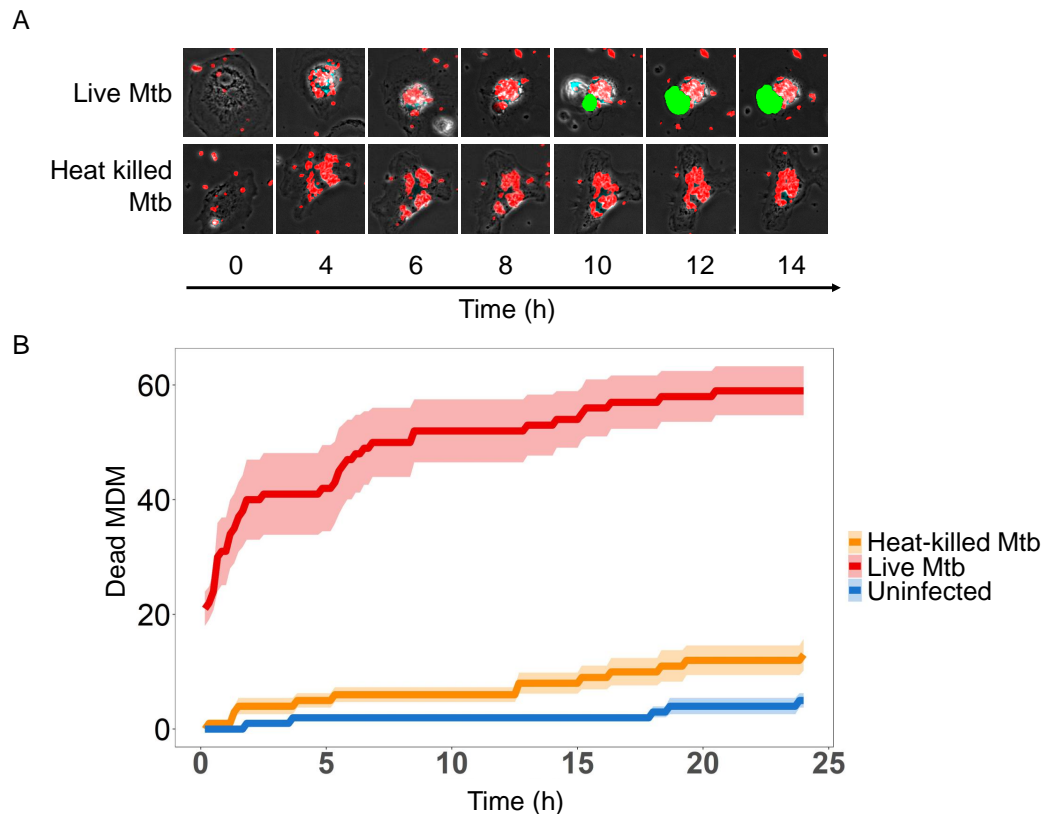 A
Live Mtb
Heat killed
Mtb
0 4 6 8 10 12 14
Time (h)
B
60
40
20
0
Dead MDM
0 5 10 15 20 25
Time (h)
Heat-killed Mtb
Live Mtb
Uninfected